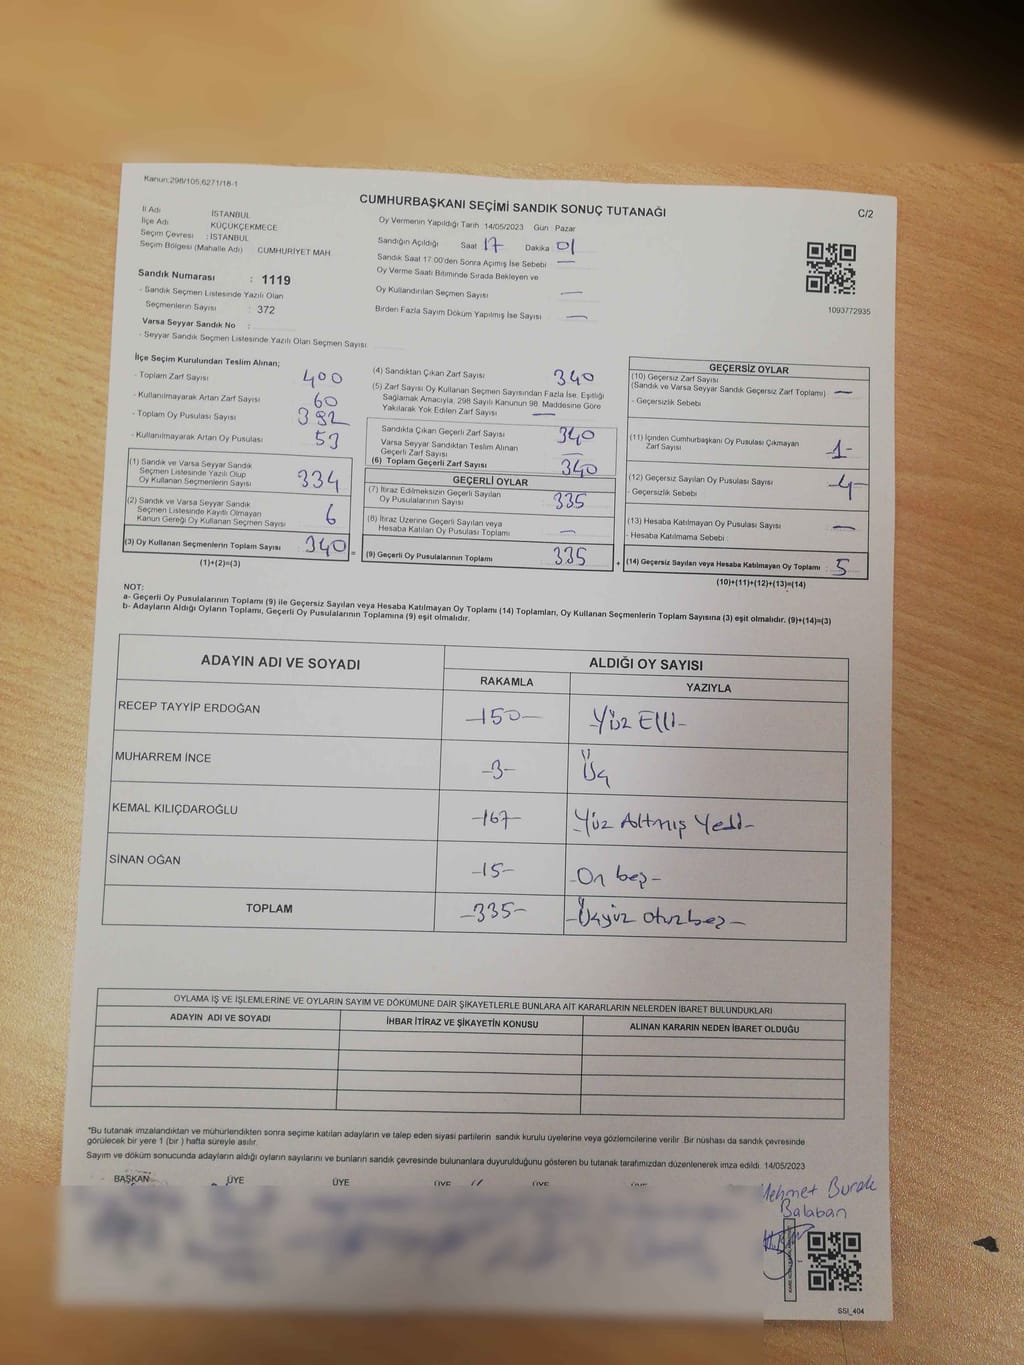 Kanun:298/105,6271/18-1
CUMHURBAŞKANI SEÇİMİ SANDIK SONUÇ TUTANAĞI
C/2
İl Adı İSTANBUL
İlçe Adı KÜÇÜKÇEKMECE
Seçim Çevresi : İSTANBUL
Seçim Bölgesi (Mahalle Adı) CUMHURİYET MAH.
Sandık Numarası : 1119
- Sandık Seçmen Listesinde Yazılı Olan
Seçmenlerin Sayısı : 372
Varsa Seyyar Sandık No :
- Seyyar Sandık Seçmen Listesinde Yazılı Olan Seçmen Sayısı
Oy Vermenin Yapıldığı Tarih 14/05/2023 Gün Pazar
Sandığın Açıldığı Saat 17 Dakika 01
Sandık Saat 17:00'den Sonra Açımış İse Sebebi —
Oy Verme Saati Bitiminde Sırada Bekleyen ve
Oy Kullandırılan Seçmen Sayısı —
Birden Fazla Sayım Döküm Yapılmış İse Sayısı —
1093772935
İlçe Seçim Kurulundan Teslim Alınan;
- Toplam Zarf Sayısı 400
- Kullanılmayarak Artan Zarf Sayısı 60
- Toplam Oy Pusulası Sayısı 392
- Kullanılmayarak Artan Oy Pusulası 53
(1) Sandık ve Varsa Seyyar Sandık
Seçmen Listesinde Yazılı Olup
Oy Kullanan Seçmenlerin Sayısı 334
(2) Sandık ve Varsa Seyyar Sandık
Seçmen Listesinde Kayıtlı Olmayan
Kanun Gereği Oy Kullanan Seçmen Sayısı 6
(3) Oy Kullanan Seçmenlerin Toplam Sayısı : 340 =
(1)+(2)=(3)
(4) Sandıktan Çıkan Zarf Sayısı 340
(5) Zarf Sayısı Oy Kullanan Seçmen Sayısından Fazla İse, Eşitliği
Sağlamak Amacıyla, 298 Sayılı Kanunun 98. Maddesine Göre
Yakılarak Yok Edilen Zarf Sayısı —
Sandıkta Çıkan Geçerli Zarf Sayısı 340
Varsa Seyyar Sandıktan Teslim Alınan
Geçerli Zarf Sayısı —
(6) Toplam Geçerli Zarf Sayısı 340
GEÇERLİ OYLAR
(7) İtiraz Edilmeksizin Geçerli Sayılan
Oy Pusulalarının Sayısı 335
(8) İtiraz Üzerine Geçerli Sayılan veya
Hesaba Katılan Oy Pusulası Toplamı —
(9) Geçerli Oy Pusulalarının Toplamı 335 +
GEÇERSİZ OYLAR
(10) Geçersiz Zarf Sayısı
(Sandık ve Varsa Seyyar Sandık Geçersiz Zarf Toplamı) —
- Geçersizlik Sebebi
(11) İçinden Cumhurbaşkanı Oy Pusulası Çıkmayan
Zarf Sayısı -1-
(12) Geçersiz Sayılan Oy Pusulası Sayısı -4-
- Geçersizlik Sebebi
(13) Hesaba Katılmayan Oy Pusulası Sayısı —
- Hesaba Katılmama Sebebi :
(14) Geçersiz Sayılan veya Hesaba Katılmayan Oy Toplamı : 5
(10)+(11)+(12)+(13)=(14)
NOT:
a- Geçerli Oy Pusulalarının Toplamı (9) ile Geçersiz Sayılan veya Hesaba Katılmayan Oy Toplamı (14) Toplamları, Oy Kullanan Seçmenlerin Toplam Sayısına (3) eşit olmalıdır. (9)+(14)=(3)
b- Adayların Aldığı Oyların Toplamı, Geçerli Oy Pusulalarının Toplamına (9) eşit olmalıdır.
ADAYIN ADI VE SOYADI
ALDIĞI OY SAYISI
RAKAMLA YAZIYLA
RECEP TAYYİP ERDOĞAN -150- -Yüz Elli-
MUHARREM İNCE -3- Üç
KEMAL KILIÇDAROĞLU -167- Yüz Altmış Yedi-
SİNAN OĞAN -15- -On beş-
TOPLAM -335- -Üçyüz otuzbeş-
OYLAMA İŞ VE İŞLEMLERİNE VE OYLARIN SAYIM VE DÖKÜMÜNE DAİR ŞİKAYETLERLE BUNLARA AİT KARARLARIN NELERDEN İBARET BULUNDUKLARI
ADAYIN ADI VE SOYADI İHBAR İTİRAZ VE ŞİKAYETİN KONUSU ALINAN KARARIN NEDEN İBARET OLDUĞU
*Bu tutanak imzalandıktan ve mühürlendikten sonra seçime katılan adayların ve talep eden siyasi partilerin sandık kurulu üyelerine veya gözlemcilerine verilir. Bir nüshası da sandık çevresinde
görülecek bir yere 1 (bir ) hafta süreyle asılır.
Sayım ve döküm sonucunda adayların aldığı oyların sayılarını ve bunların sandık çevresinde bulunanlara duyurulduğunu gösteren bu tutanak tarafımızdan düzenlenerek imza edildi. 14/05/2023
BAŞKAN ÜYE ÜYE ÜYE ÜYE
Mehmet Burak
Balaban
SSI_404